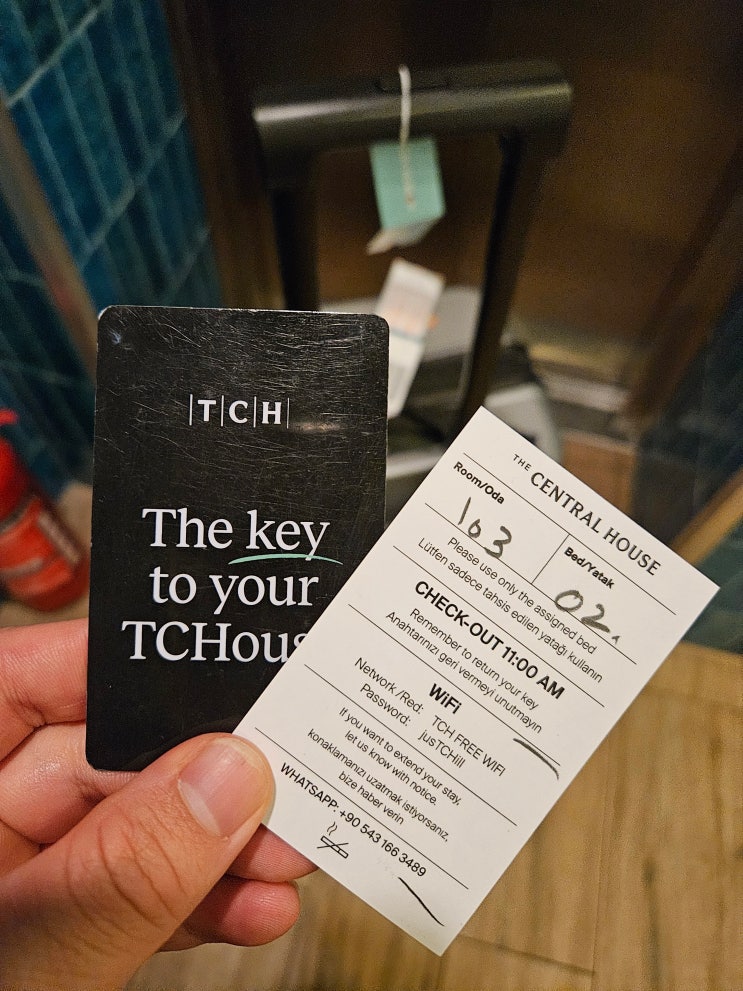 |T|C|H|
The key
to your
TCHous
THE CENTRAL HOUSE
Room/Oda
103
Bed/Yatak
02
Please use only the assigned bed
Lütfen sadece tahsis edilen yatağı kullanın
CHECK-OUT 11:00 AM
Remember to return your key
Anahtarınızı geri vermeyi unutmayın
WiFi
Network/Red: TCH FREE WIFI
Password: jusTCHill
If you want to extend your stay,
let us know with notice.
konaklamanızı uzatmak istiyorsanız,
bize haber verin
WHATSAPP: +90 543 166 3489